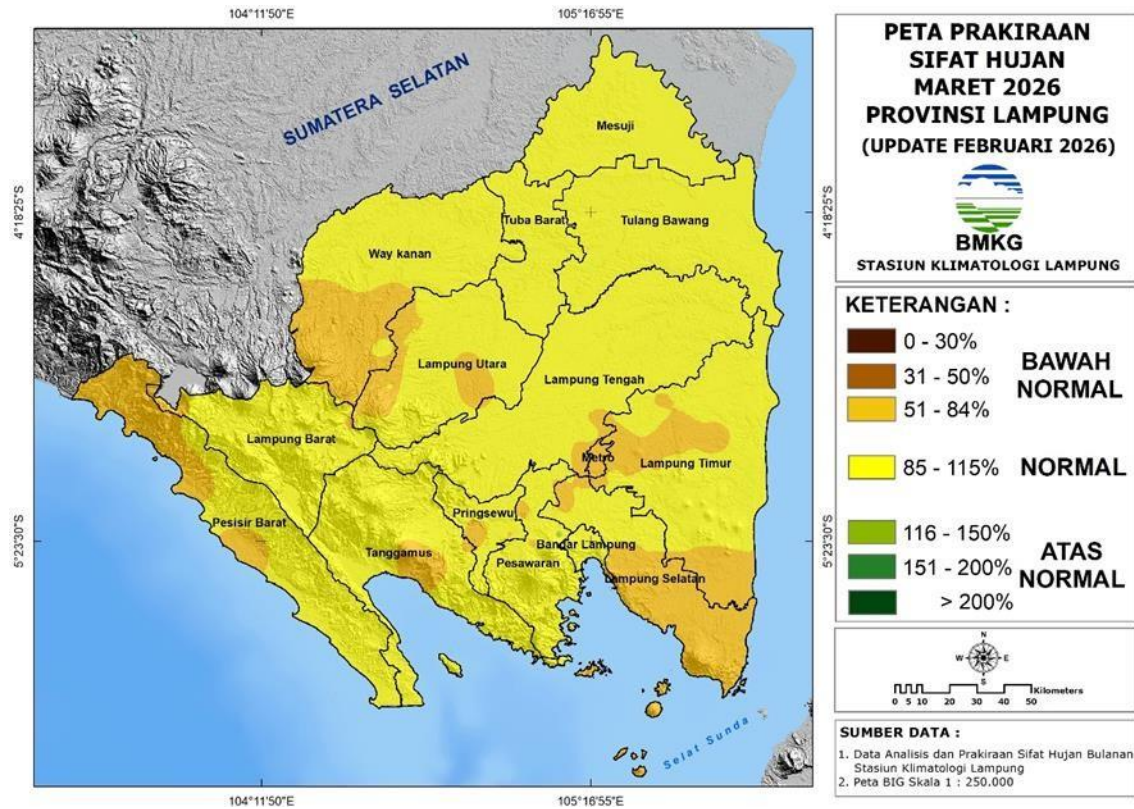 104°11'50"E
105°16'55"E
SUMATERA SELATAN
Mesuji
4°18'25"S
4°18'25"S
Tuba Barat
Tulang Bawang
Way kanan
Lampung Utara
Lampung Tengah
Lampung Barat
Metro
Lampung Timur
Pesisir Barat
Pringsewu
5°23'30"S
5°23'30"S
Tanggamus
Bandar Lampung
Pesawaran
Lampung Selatan
Selat Sunda
104°11'50"E
105°16'55"E
PETA PRAKIRAAN
SIFAT HUJAN
MARET 2026
PROVINSI LAMPUNG
(UPDATE FEBRUARI 2026)
BMKG
STASIUN KLIMATOLOGI LAMPUNG
KETERANGAN :
0 - 30%
31 - 50%
51 - 84%
BAWAH
NORMAL
85 - 115%
NORMAL
116 - 150%
151 - 200%
> 200%
ATAS
NORMAL
N
W
E
S
0 5 10 20 30 40 50 Kilometers
SUMBER DATA :
1. Data Analisis dan Prakiraan Sifat Hujan Bulanan
Stasiun Klimatologi Lampung
2. Peta BIG Skala 1 : 250.000